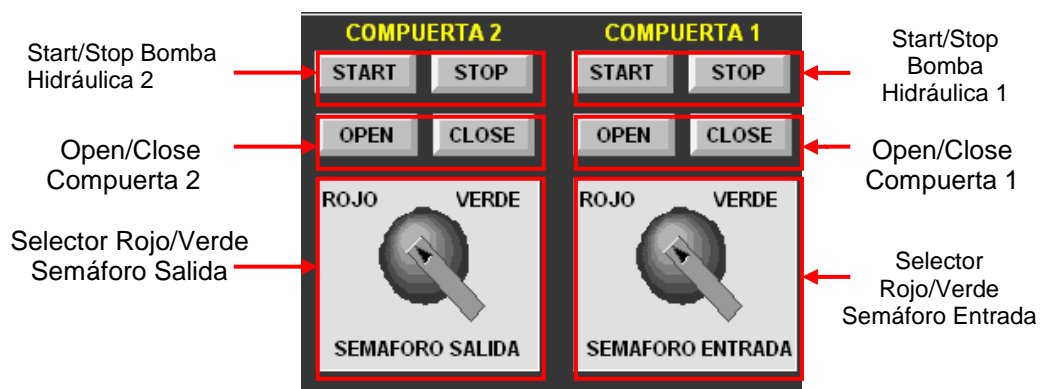 COMPUERTA 2
COMPUERTA 1
Start/Stop Bomba
Hidráulica 2
START
STOP
START
STOP
Start/Stop
Bomba
Hidráulica 1
Open/Close
Compuerta 2
OPEN
CLOSE
OPEN
CLOSE
Open/Close
Compuerta 1
Selector Rojo/Verde
Semáforo Salida
ROJO
VERDE
SEMAFORO SALIDA
ROJO
VERDE
SEMAFORO ENTRADA
Selector
Rojo/Verde
Semáforo Entrada